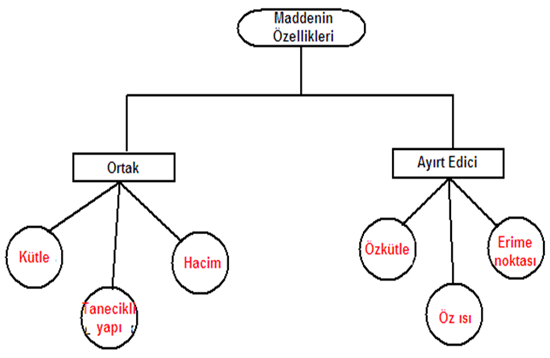 Maddenin
Özellikleri
Ortak
Ayırt Edici
Kütle
Tanecikli
yapı
Hacim
Özkütle
Öz ısı
Erime
noktası